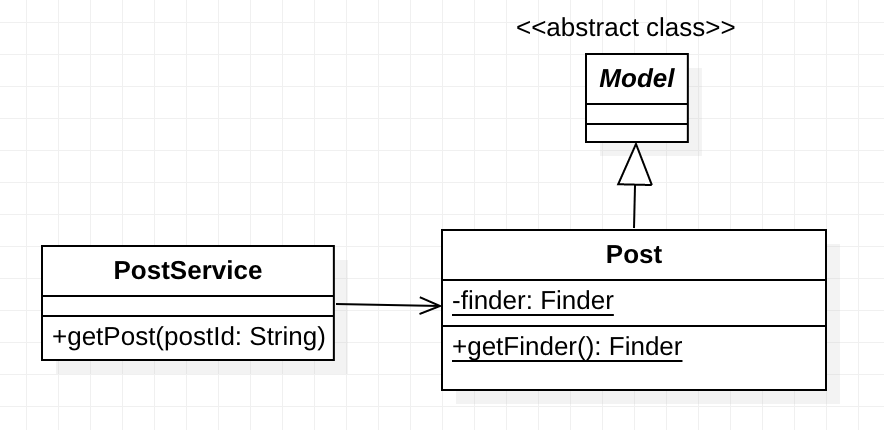 <<abstract class>>
Model
PostService
+getPost(postId: String)
Post
-finder: Finder
+getFinder(): Finder